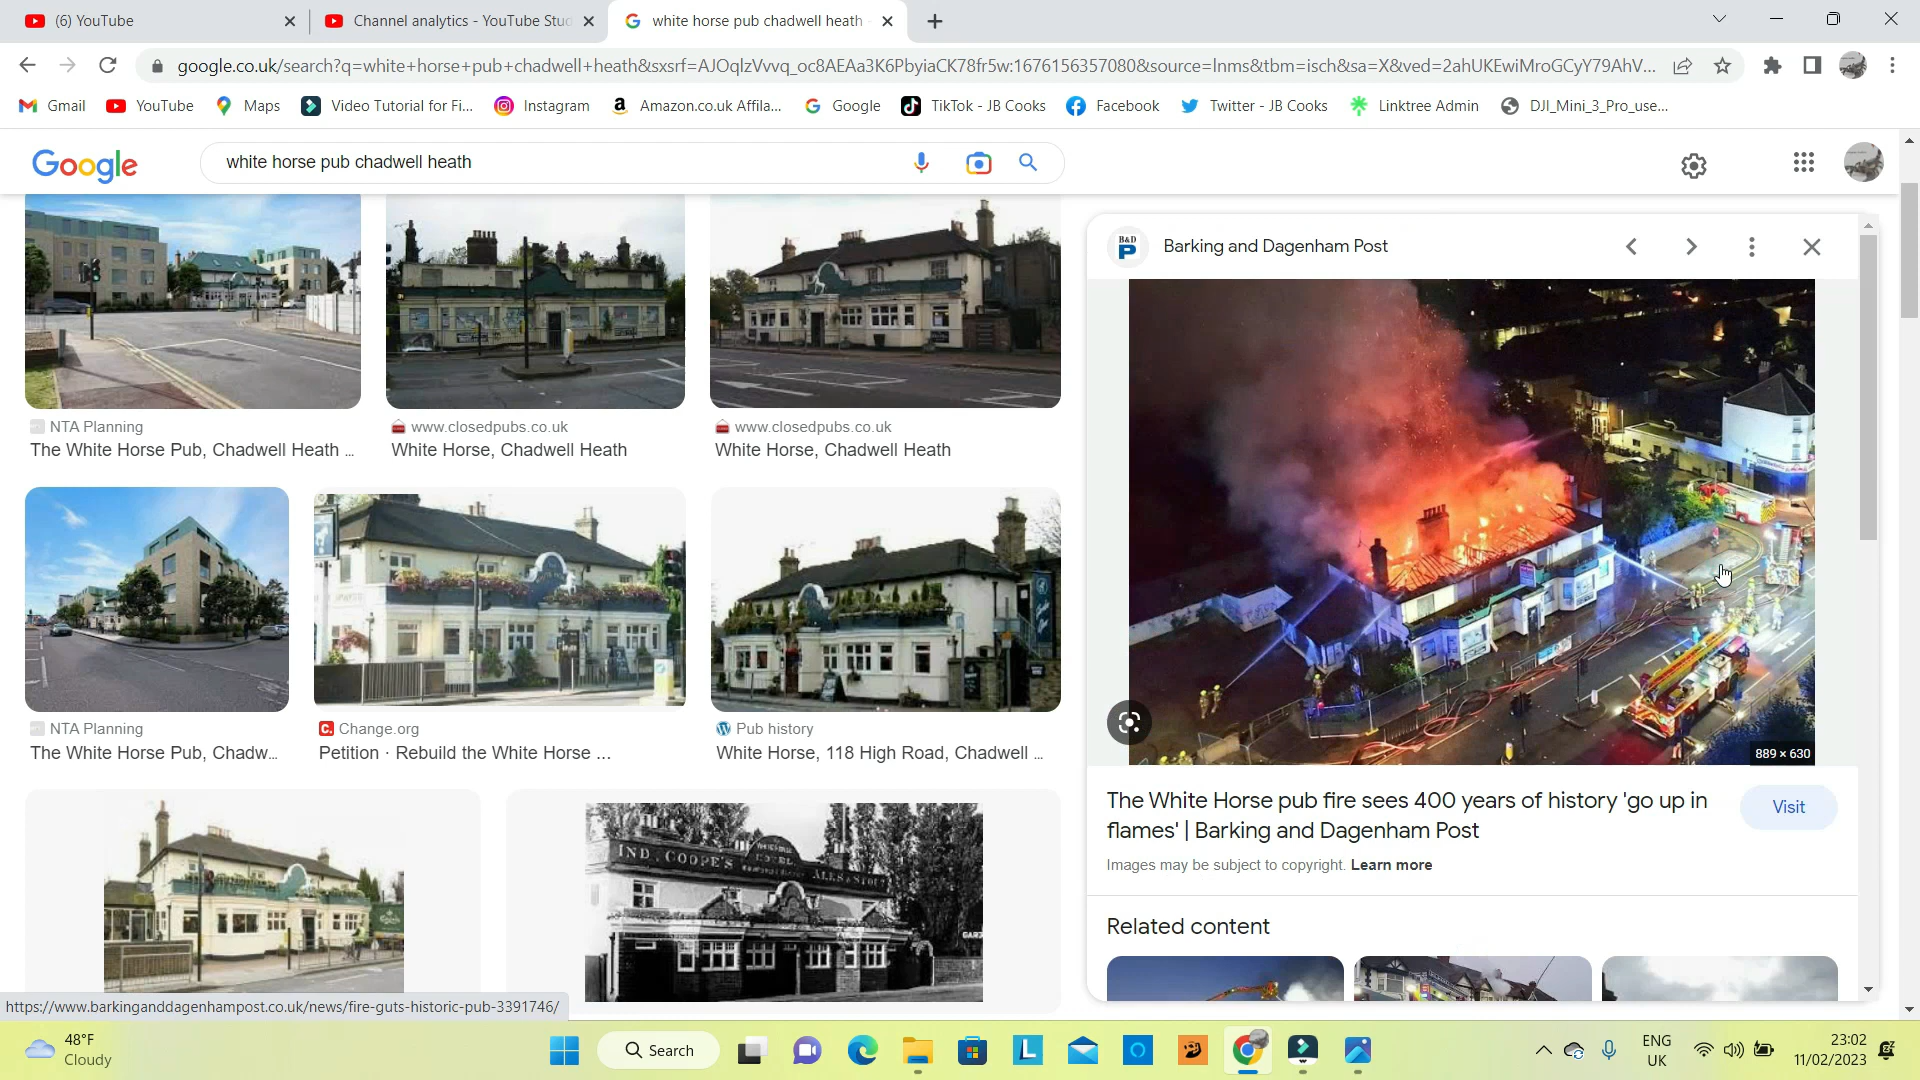 (6) YouTube
Channel analytics - YouTube Stud
white horse pub chadwell heath -
google.co.uk/search?q=white+horse+pub+chadwell+heath&sxsrf=AJOqlzVvvq_oc8AEAa3K6PbyiaCK78fr5w:1676156357080&source=lnms&tbm=isch&sa=X&ved=2ahUKEwiMroGCyY79AhV...
Gmail
YouTube
Maps
Video Tutorial for Fi...
Instagram
Amazon.co.uk Affila...
Google
TikTok - JB Cooks
Facebook
Twitter - JB Cooks
Linktree Admin
DJI_Mini_3_Pro_use...
Google
white horse pub chadwell heath
NTA Planning
The White Horse Pub, Chadwell Heath ...
www.closedpubs.co.uk
White Horse, Chadwell Heath
www.closedpubs.co.uk
White Horse, Chadwell Heath
NTA Planning
The White Horse Pub, Chadw...
Change.org
Petition · Rebuild the White Horse ...
Pub history
White Horse, 118 High Road, Chadwell ...
IND. COOPE'S
HOTEL
ALES & STOUT
B&D
P
Barking and Dagenham Post
889 × 630
The White Horse pub fire sees 400 years of history 'go up in
flames' | Barking and Dagenham Post
Visit
Images may be subject to copyright. Learn more
Related content
https://www.barkinganddagenhampost.co.uk/news/fire-guts-historic-pub-3391746/
48°F
Cloudy
Search
ENG
UK
23:02
11/02/2023